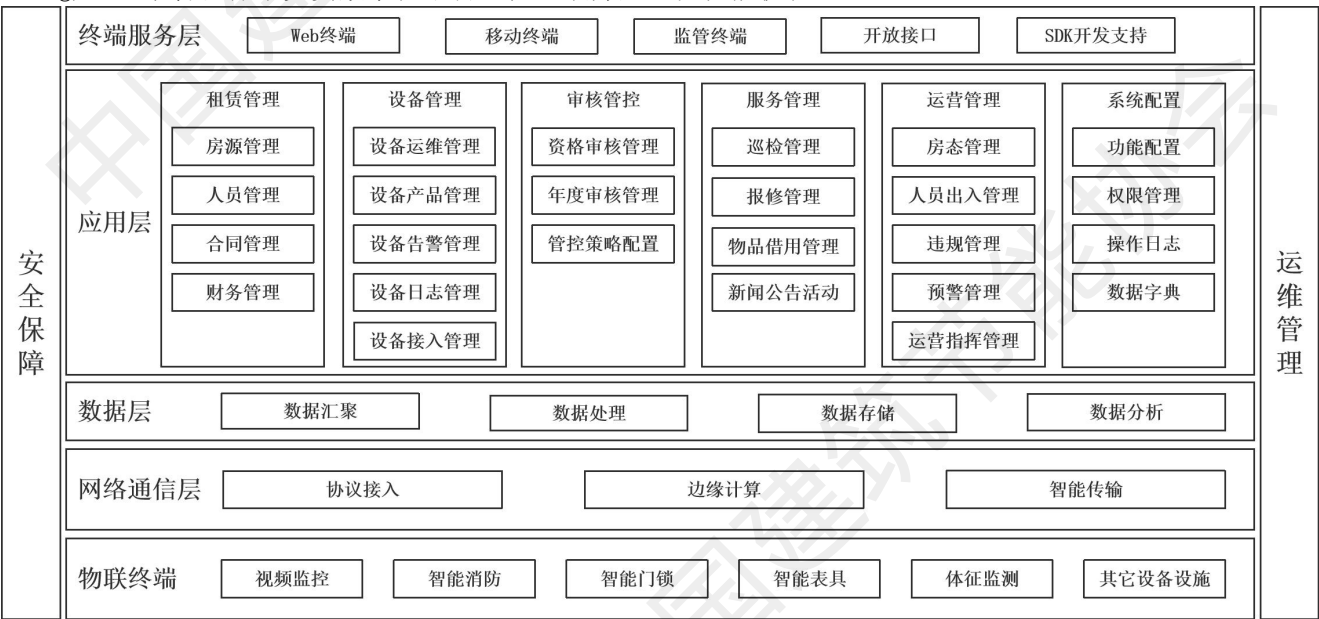 终端服务层 Web终端 移动终端 监管终端 开放接口 SDK开发支持
应用层
租赁管理
房源管理
人员管理
合同管理
财务管理
设备管理
设备运维管理
设备产品管理
设备告警管理
设备日志管理
设备接入管理
审核管控
资格审核管理
年度审核管理
管控策略配置
服务管理
巡检管理
报修管理
物品借用管理
新闻公告活动
运营管理
房态管理
人员出入管理
违规管理
预警管理
运营指挥管理
系统配置
功能配置
权限管理
操作日志
数据字典
数据层 数据汇聚 数据处理 数据存储 数据分析
网络通信层 协议接入 边缘计算 智能传输
物联终端 视频监控 智能消防 智能门锁 智能表具 体征监测 其它设备设施
安全保障
运维管理